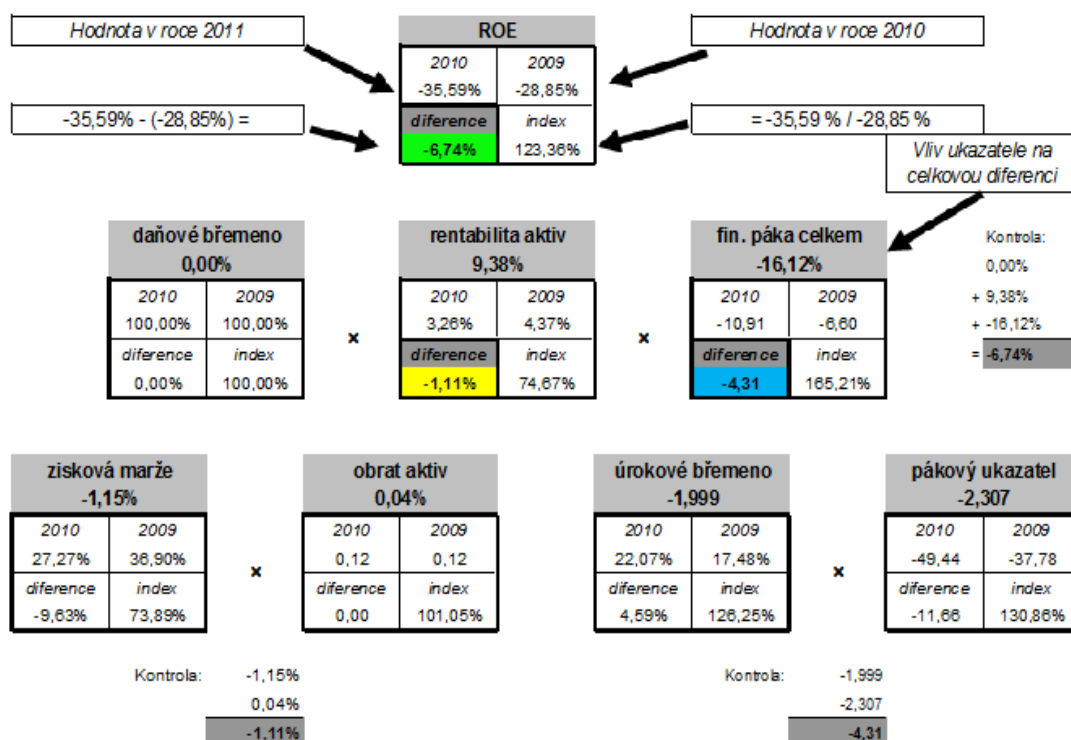 Hodnota v roce 2011
ROE
Hodnota v roce 2010
2010 2009
-35,59% -28,85%
-35,59% - (-28,85%) =
diference index
= -35,59 % / -28,85 %
-6,74% 123,36%
Vliv ukazatele na
celkovou diferenci
daňové břemeno
0,00%
2010 2009
100,00% 100,00%
diference index
0,00% 100,00%
×
rentabilita aktiv
9,38%
2010 2009
3,26% 4,37%
diference index
-1,11% 74,67%
×
fin. páka celkem
-16,12%
2010 2009
-10,91 -6,60
diference index
-4,31 165,21%
Kontrola:
0,00%
+ 9,38%
+ -16,12%
= -6,74%
zisková marže
-1,15%
2010 2009
27,27% 36,90%
diference index
-9,63% 73,89%
×
obrat aktiv
0,04%
2010 2009
0,12 0,12
diference index
0,00 101,05%
úrokové břemeno
-1,999
2010 2009
22,07% 17,48%
diference index
4,59% 126,25%
×
pákový ukazatel
-2,307
2010 2009
-49,44 -37,78
diference index
-11,66 130,86%
Kontrola: -1,15%
0,04%
-1,11%
Kontrola: -1,999
-2,307
-4,31